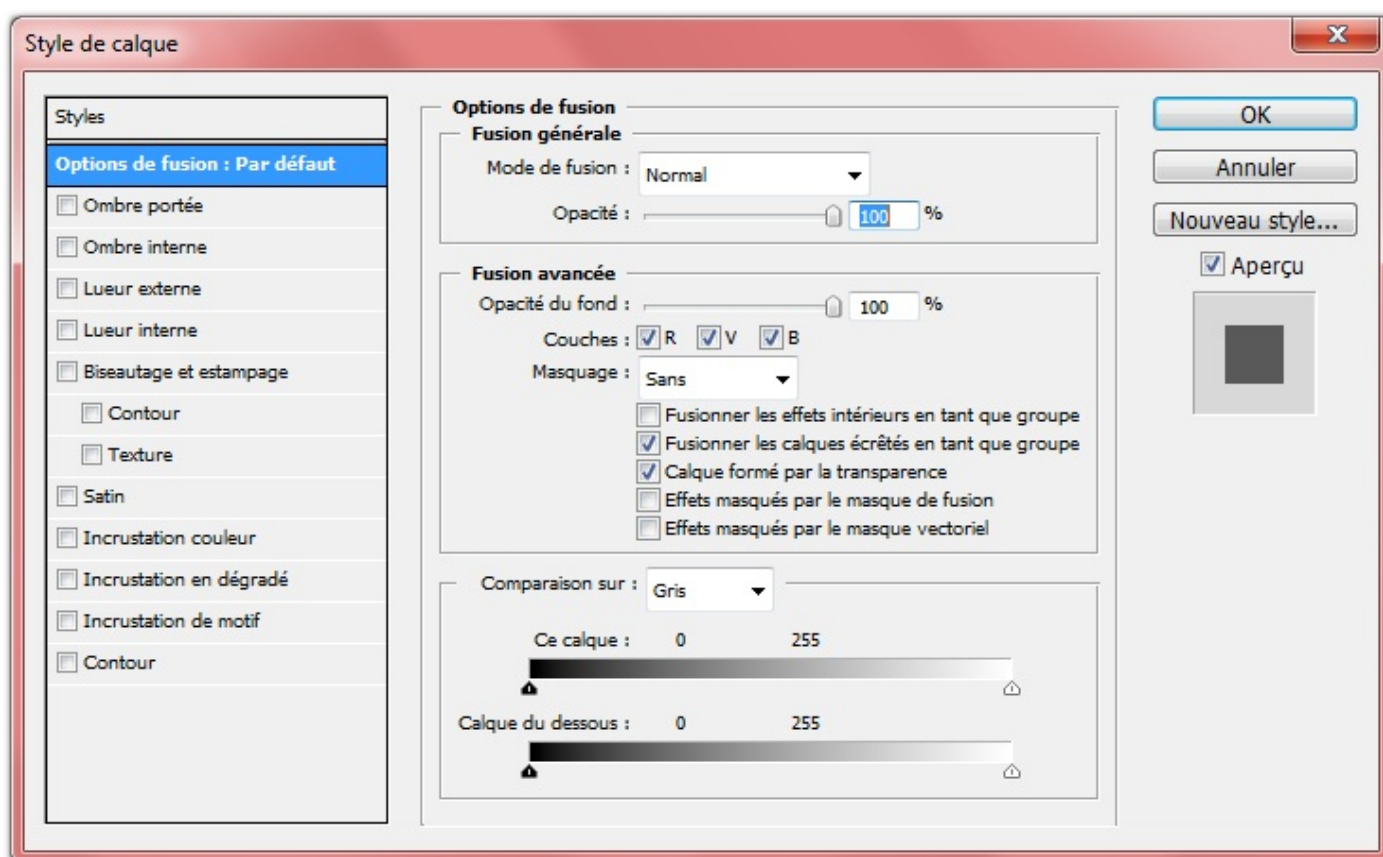 Style de calque
Styles
Options de fusion : Par défaut
Ombre portée
Ombre interne
Lueur externe
Lueur interne
Biseautage et estampage
Contour
Texture
Satin
Incrustation couleur
Incrustation en dégradé
Incrustation de motif
Contour
Options de fusion
Fusion générale
Mode de fusion : Normal
Opacité : 100 %
Fusion avancée
Opacité du fond : 100 %
Couches : R V B
Masquage : Sans
Fusionner les effets intérieurs en tant que groupe
Fusionner les calques écrêtés en tant que groupe
Calque formé par la transparence
Effets masqués par le masque de fusion
Effets masqués par le masque vectoriel
Comparaison sur : Gris
Ce calque : 0 255
Calque du dessous : 0 255
OK
Annuler
Nouveau style...
Aperçu